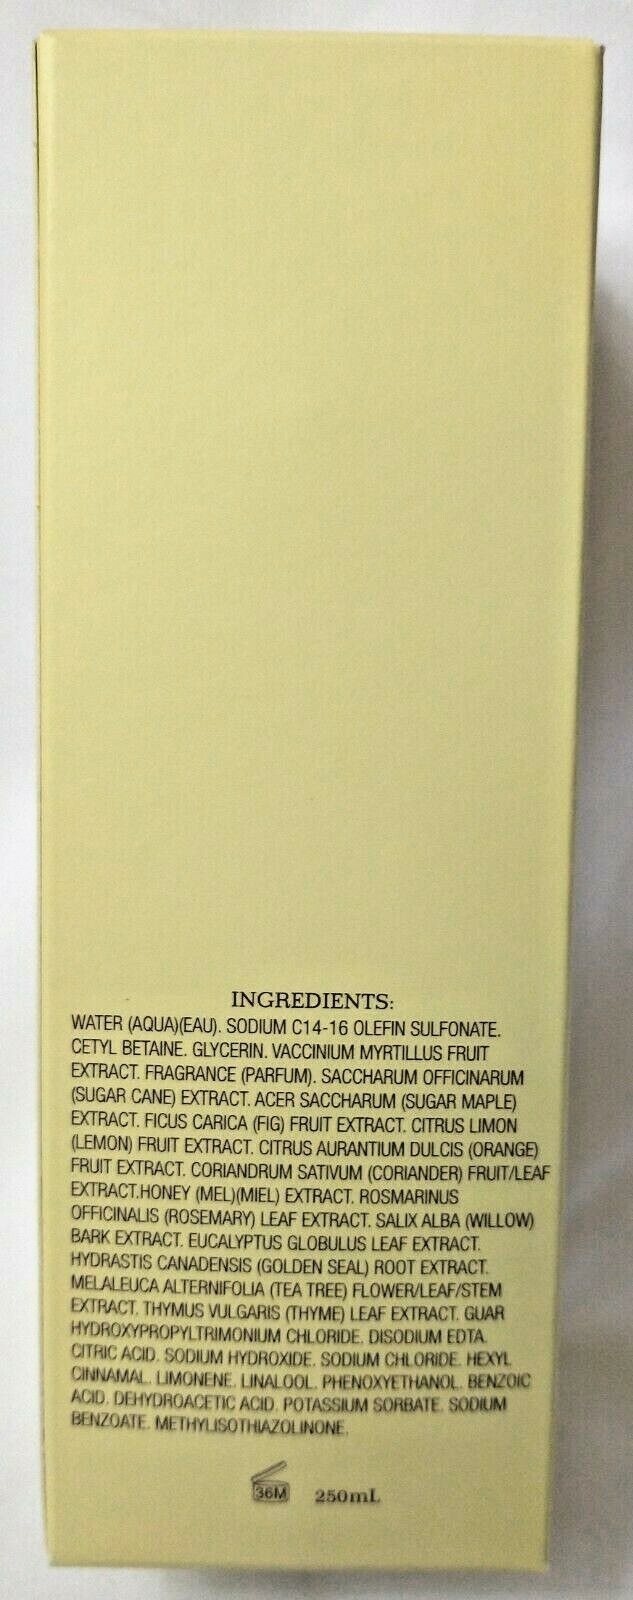 INGREDIENTS:
WATER (AQUA)(EAU). SODIUM C14-16 OLEFIN SULFONATE.
CETYL BETAINE. GLYCERIN. VACCINIUM MYRTILLUS FRUIT
EXTRACT. FRAGRANCE (PARFUM). SACCHARUM OFFICINARUM
(SUGAR CANE) EXTRACT. ACER SACCHARUM (SUGAR MAPLE)
EXTRACT. FICUS CARICA (FIG) FRUIT EXTRACT. CITRUS LIMON
(LEMON) FRUIT EXTRACT. CITRUS AURANTIUM DULCIS (ORANGE)
FRUIT EXTRACT. CORIANDRUM SATIVUM (CORIANDER) FRUIT/LEAF
EXTRACT.HONEY (MEL)(MIEL) EXTRACT. ROSMARINUS
OFFICINALIS (ROSEMARY) LEAF EXTRACT. SALIX ALBA (WILLOW)
BARK EXTRACT. EUCALYPTUS GLOBULUS LEAF EXTRACT.
HYDRASTIS CANADENSIS (GOLDEN SEAL) ROOT EXTRACT.
MELALEUCA ALTERNIFOLIA (TEA TREE) FLOWER/LEAF/STEM
EXTRACT. THYMUS VULGARIS (THYME) LEAF EXTRACT. GUAR
HYDROXYPROPYLTRIMONIUM CHLORIDE. DISODIUM EDTA.
CITRIC ACID. SODIUM HYDROXIDE. SODIUM CHLORIDE. HEXYL
CINNAMAL. LIMONENE. LINALOOL. PHENOXYETHANOL. BENZOIC
ACID. DEHYDROACETIC ACID. POTASSIUM SORBATE. SODIUM
BENZOATE. METHYLISOTHIAZOLINONE.
36M 250mL